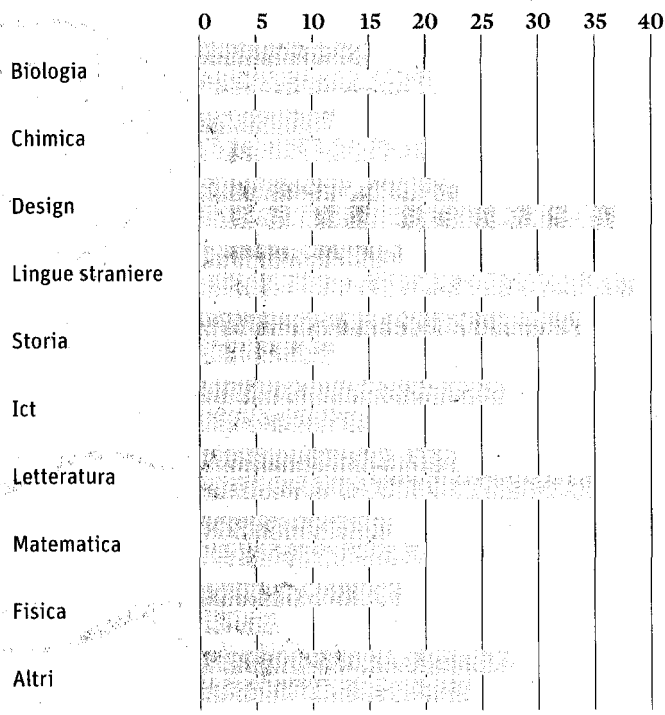 0 5 10 15 20 25 30 35 40
Biologia
Chimica
Design
Lingue straniere
Storia
Ict
Letteratura
Matematica
Fisica
Altri